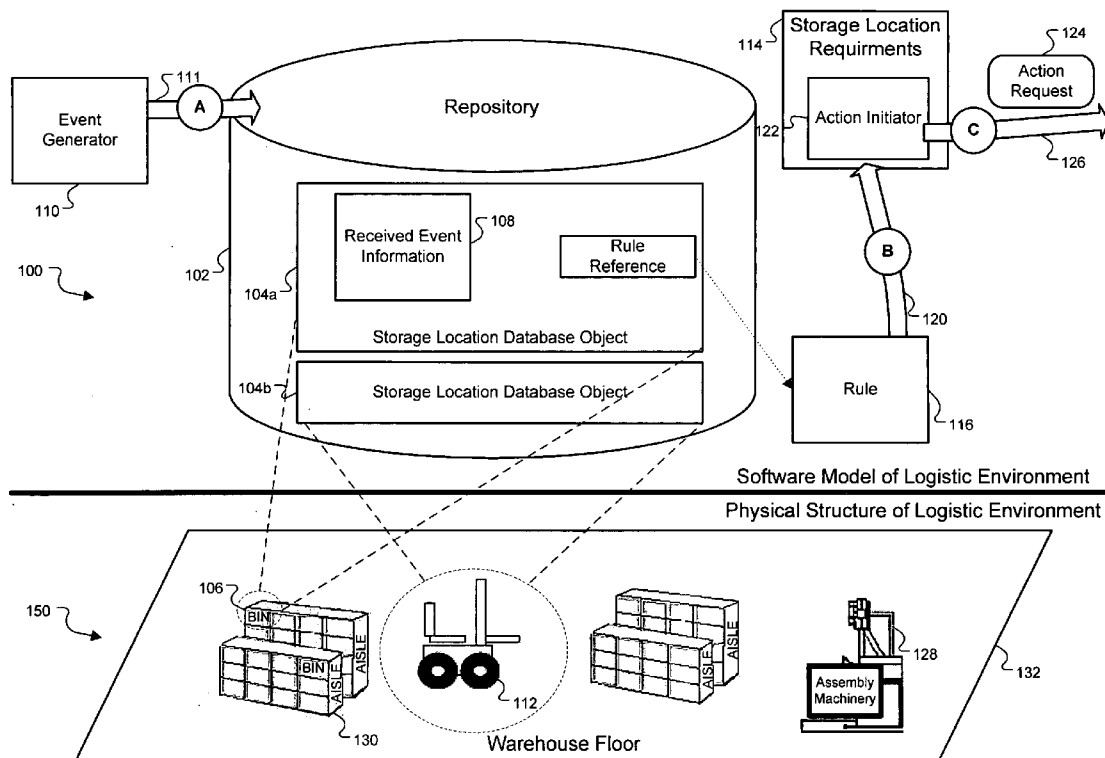 114
Storage Location
Requirments
124
Action
Request
111
A
Event
Generator
Repository
122
Action Initiator
C
126
110
108
Received Event
Information
Rule
Reference
B
102
100
104a
120
Storage Location Database Object
104b
Storage Location Database Object
Rule
116
Software Model of Logistic Environment
Physical Structure of Logistic Environment
106
BIN
AISLE
BIN
AISLE
AISLE
AISLE
150
128
132
112
Assembly
Machinery
130
Warehouse Floor